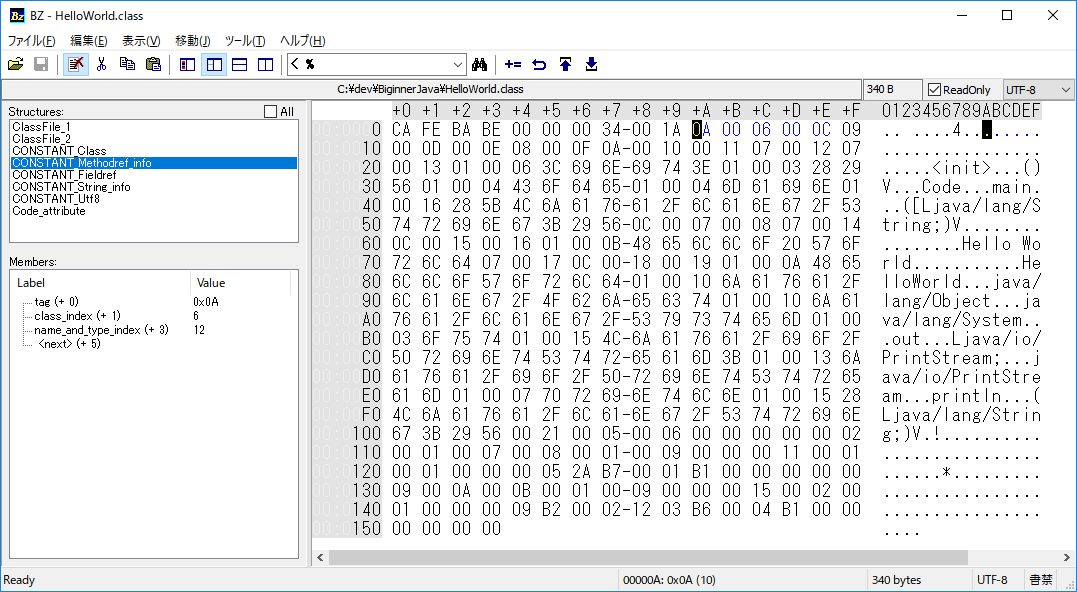 BZ - HelloWorld.class
ファイル(F) 編集(E) 表示(V) 移動(J) ツール(T) ヘルプ(H)
< %
C:¥dev¥BiginnerJava¥HelloWorld.class 340 B ReadOnly UTF-8
Structures: All
ClassFile_1
ClassFile_2
CONSTANT_Class
CONSTANT_Methodref_info
CONSTANT_Fieldref
CONSTANT_String_info
CONSTANT_Utf8
Code_attribute
Members:
Label Value
tag (+ 0) 0x0A
class_index (+ 1) 6
name_and_type_index (+ 3) 12
<next> (+ 5)
+0 +1 +2 +3 +4 +5 +6 +7 +8 +9 +A +B +C +D +E +F 0123456789ABCDEF
0 CA FE BA BE 00 00 00 34-00 1A 0A 00 06 00 0C 09 .. ....4........
10 00 0D 00 0E 08 00 0F 0A-00 10 00 11 07 00 12 07 ................
20 00 13 01 00 06 3C 69 6E-69 74 3E 01 00 03 28 29 .....<init>...()
30 56 01 00 04 43 6F 64 65-01 00 04 6D 61 69 6E 01 V...Code...main.
40 00 16 28 5B 4C 6A 61 76-61 2F 6C 61 6E 67 2F 53 ..([Ljava/lang/S
50 74 72 69 6E 67 3B 29 56-0C 00 07 00 08 07 00 14 tring;)V........
60 0C 00 15 00 16 01 00 0B-48 65 6C 6C 6F 20 57 6F ........Hello Wo
70 72 6C 64 07 00 17 0C 00-18 00 19 01 00 0A 48 65 rld...........He
80 6C 6C 6F 57 6F 72 6C 64-01 00 10 6A 61 76 61 2F lloWorld...java/
90 6C 61 6E 67 2F 4F 62 6A-65 63 74 01 00 10 6A 61 lang/Object...ja
A0 76 61 2F 6C 61 6E 67 2F-53 79 73 74 65 6D 01 00 va/lang/System..
B0 03 6F 75 74 01 00 15 4C-6A 61 76 61 2F 69 6F 2F .out...Ljava/io/
C0 50 72 69 6E 74 53 74 72-65 61 6D 3B 01 00 13 6A PrintStream;...j
D0 61 76 61 2F 69 6F 2F 50-72 69 6E 74 53 74 72 65 ava/io/PrintStre
E0 61 6D 01 00 07 70 72 69-6E 74 6C 6E 01 00 15 28 am...println...(
F0 4C 6A 61 76 61 2F 6C 61-6E 67 2F 53 74 72 69 6E Ljava/lang/Strin
100 67 3B 29 56 00 21 00 05-00 06 00 00 00 00 00 02 g;)V.!..........
110 00 01 00 07 00 08 00 01-00 09 00 00 00 11 00 01 ................
120 00 01 00 00 00 05 2A B7-00 01 B1 00 00 00 00 00 ......*.........
130 09 00 0A 00 0B 00 01 00-09 00 00 00 15 00 02 00 ................
140 01 00 00 00 09 B2 00 02-12 03 B6 00 04 B1 00 00 ................
150 00 00 00 00 ....
Ready 00000A: 0x0A (10) 340 bytes UTF-8 書禁